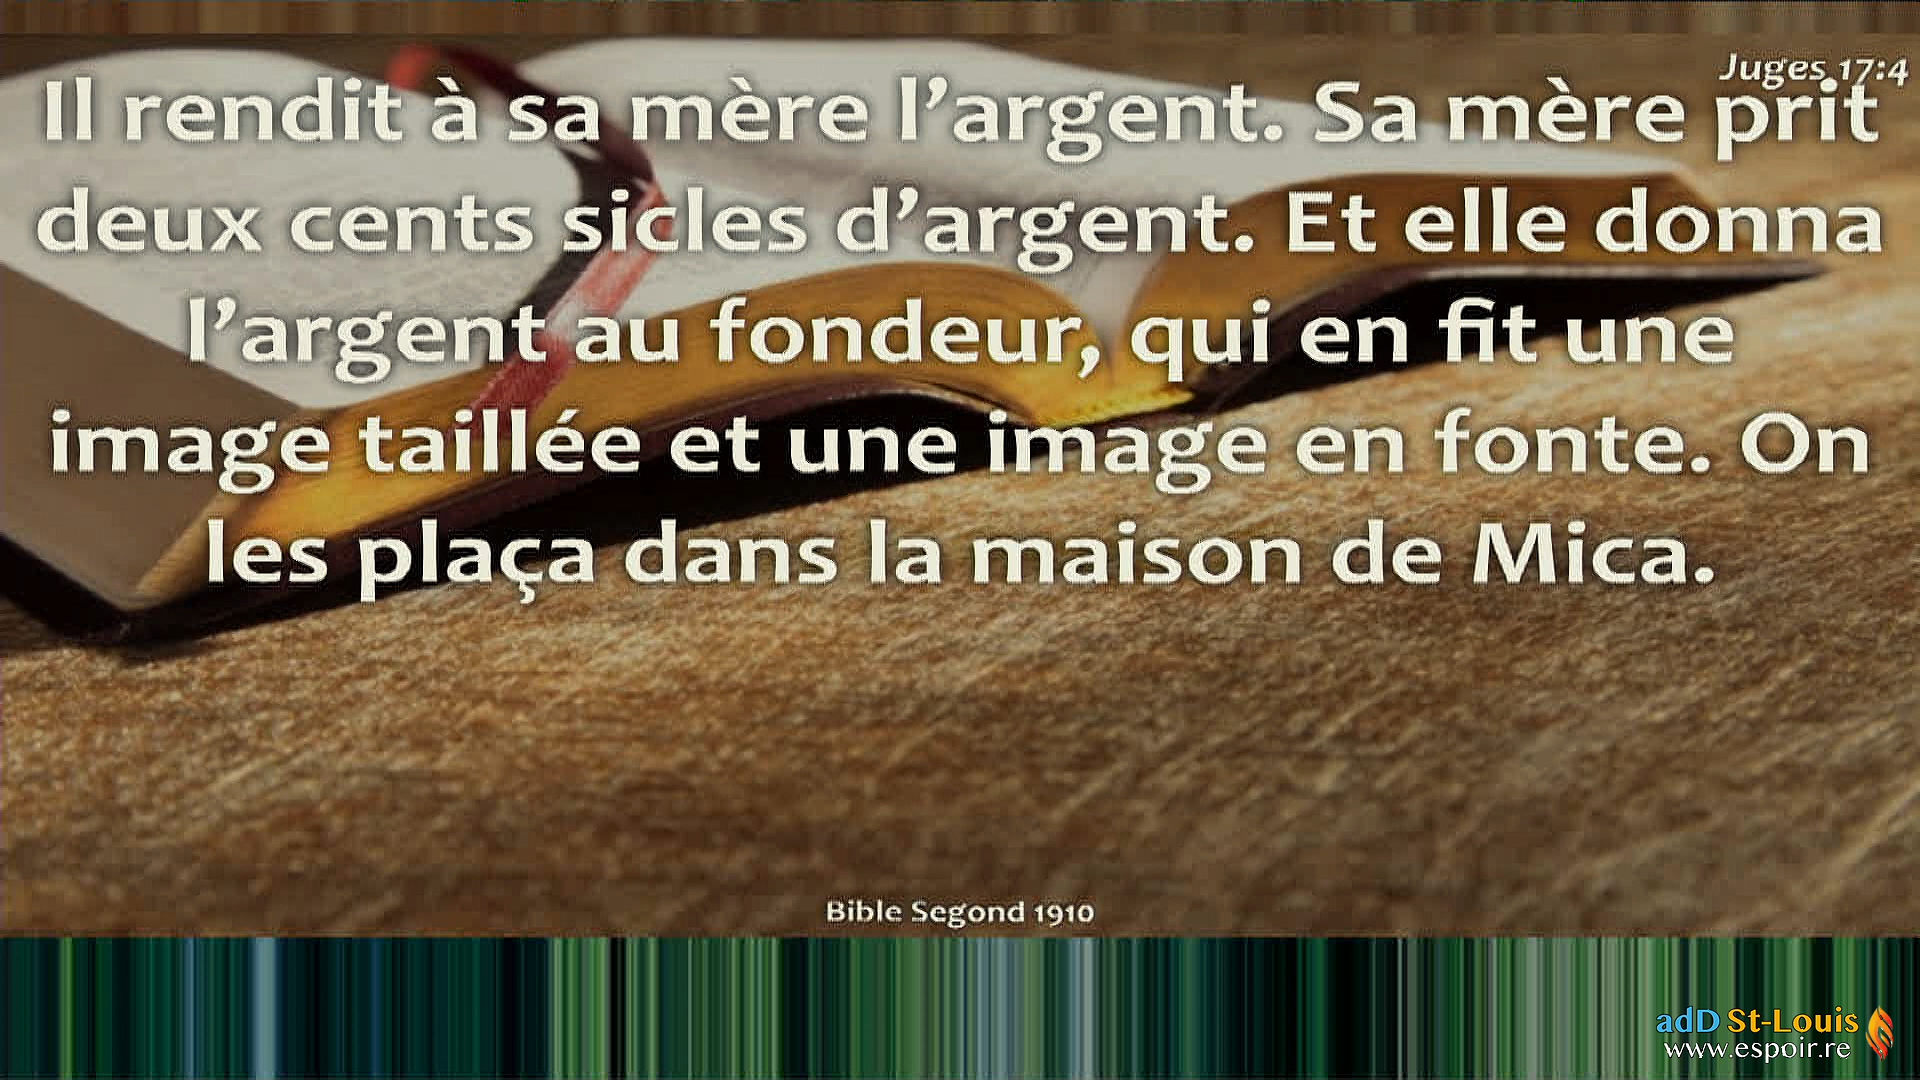 Juges 17:4
Il rendit à sa mère l’argent. Sa mère prit
deux cents sicles d’argent. Et elle donna
l’argent au fondeur, qui en fit une
image taillée et une image en fonte. On
les plaça dans la maison de Mica.
Bible Segond 1910
adD St-Louis
www.espoir.re